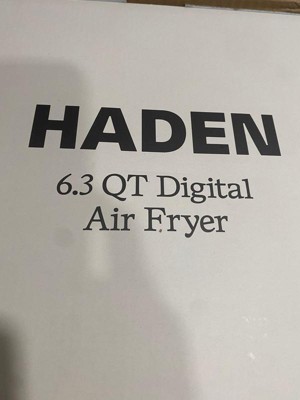 HADEN
6.3 QT Digital
Air Fryer